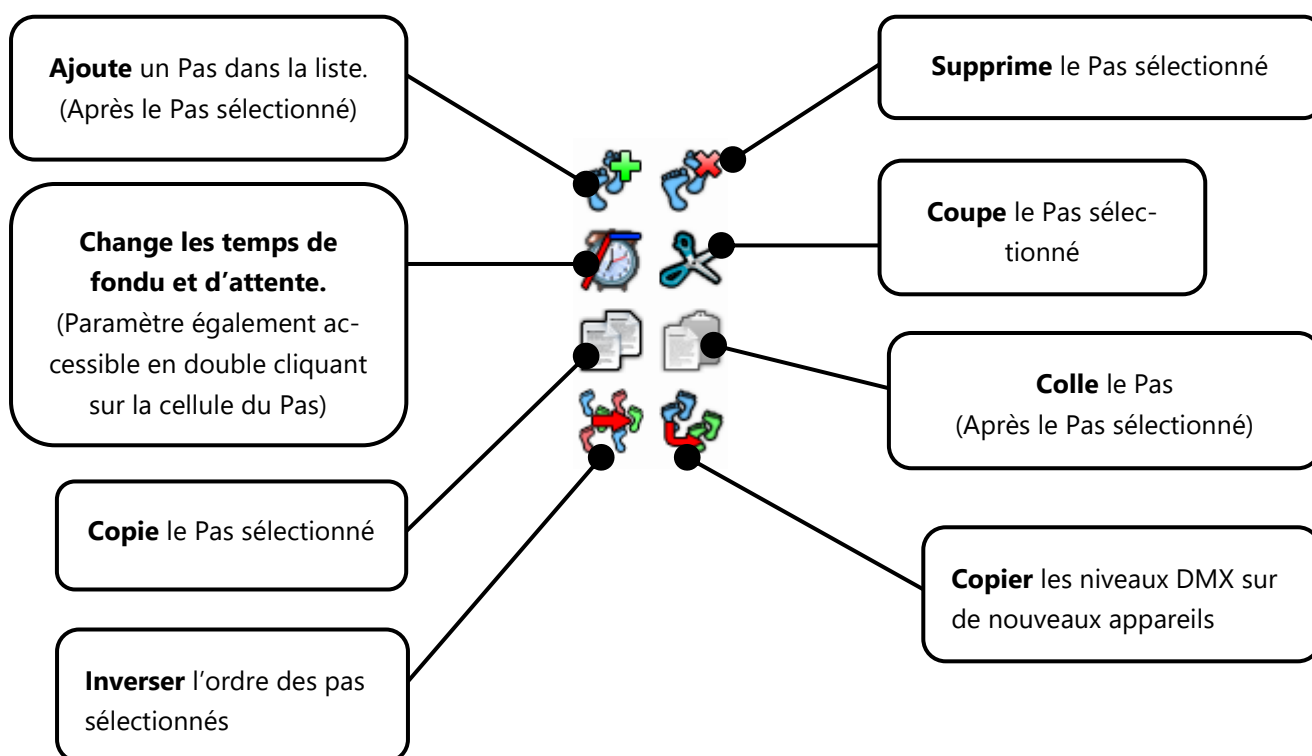 Ajoute un Pas dans la liste.
(Après le Pas sélectionné)
Supprime le Pas sélectionné
Change les temps de
fondu et d’attente.
(Paramètre également ac-
cessible en double cliquant
sur la cellule du Pas)
Coupe le Pas sélec-
tionné
Colle le Pas
(Après le Pas sélectionné)
Copie le Pas sélectionné
Copier les niveaux DMX sur
de nouveaux appareils
Inverser l’ordre des pas
sélectionnés